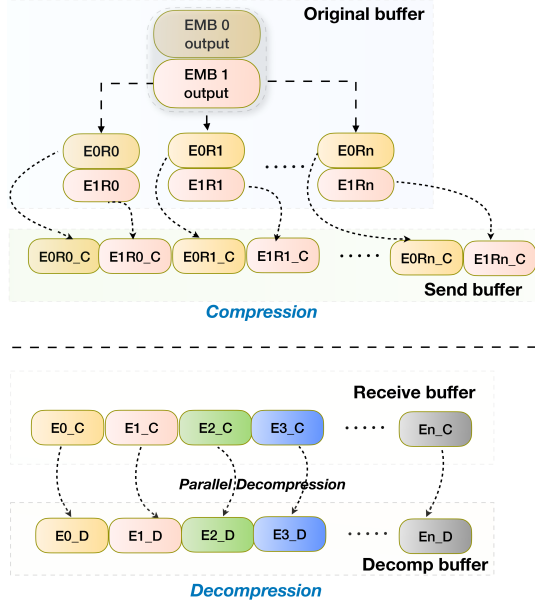 Original buffer
EMB 0
output
EMB 1
output
E0R0 E0R1 ..... E0Rn
E1R0 E1R1 E1Rn
E0R0_C E1R0_C E0R1_C E1R1_C ..... E0Rn_C E1Rn_C
Send buffer
Compression
Receive buffer
E0_C E1_C E2_C E3_C ..... En_C
Parallel Decompression
E0_D E1_D E2_D E3_D ..... En_D
Decomp buffer
Decompression